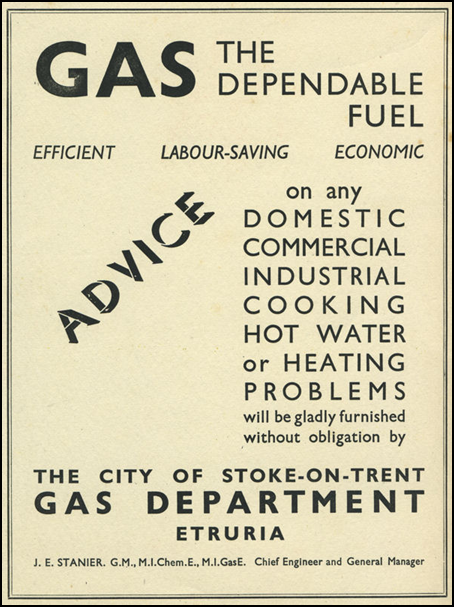 GAS THE
DEPENDABLE
FUEL
EFFICIENT LABOUR-SAVING ECONOMIC
ADVICE
on any
DOMESTIC
COMMERCIAL
INDUSTRIAL
COOKING
HOT WATER
or HEATING
PROBLEMS
will be gladly furnished
without obligation by
THE CITY OF STOKE-ON-TRENT
GAS DEPARTMENT
ETRURIA
J. E. STANIER. G.M., M.I.Chem.E., M.I.GasE. Chief Engineer and General Manager